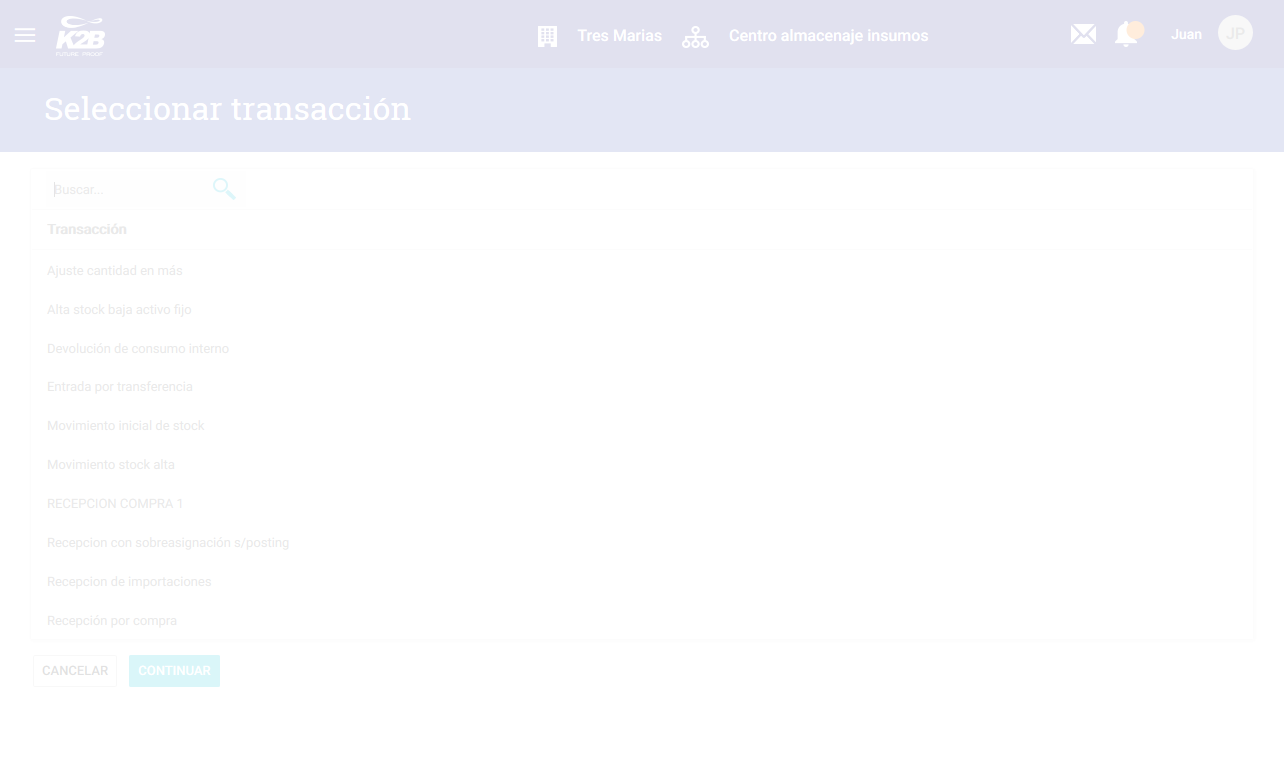 K2B
FUTURE PROOF
Tres Marias
Centro almacenaje insumos
Juan
JP
Seleccionar transacción
Buscar...
Transacción
Ajuste cantidad en más
Alta stock baja activo fijo
Devolución de consumo interno
Entrada por transferencia
Movimiento inicial de stock
Movimiento stock alta
RECEPCION COMPRA 1
Recepcion con sobreasignación s/posting
Recepcion de importaciones
Recepción por compra
CANCELAR
CONTINUAR